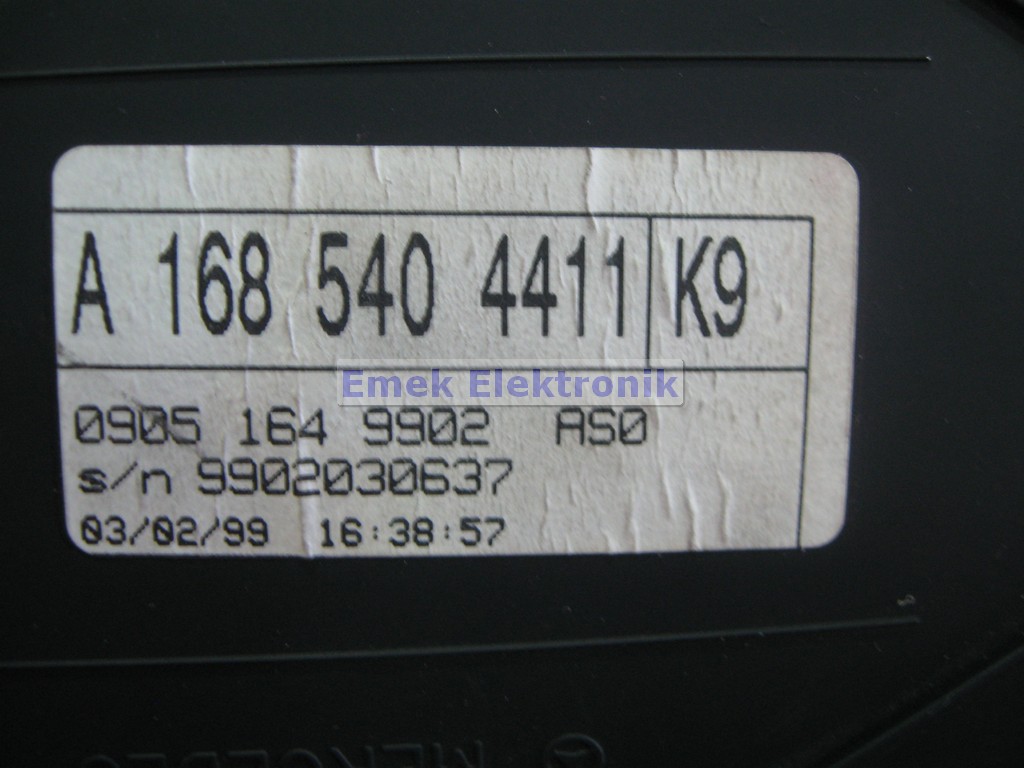 A 168 540 4411 K9
Emek Elektronik
0905 164 9902 AS0
s/n 9902030637
03/02/99 16:38:57